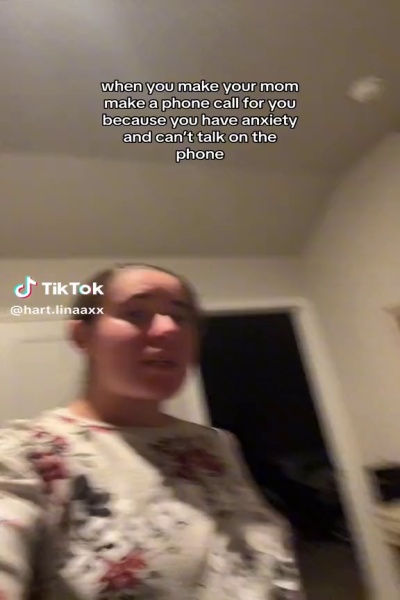 when you make your mom
make a phone call for you
because you have anxiety
and can't talk on the
phone
TikTok
@hart.linaaxx